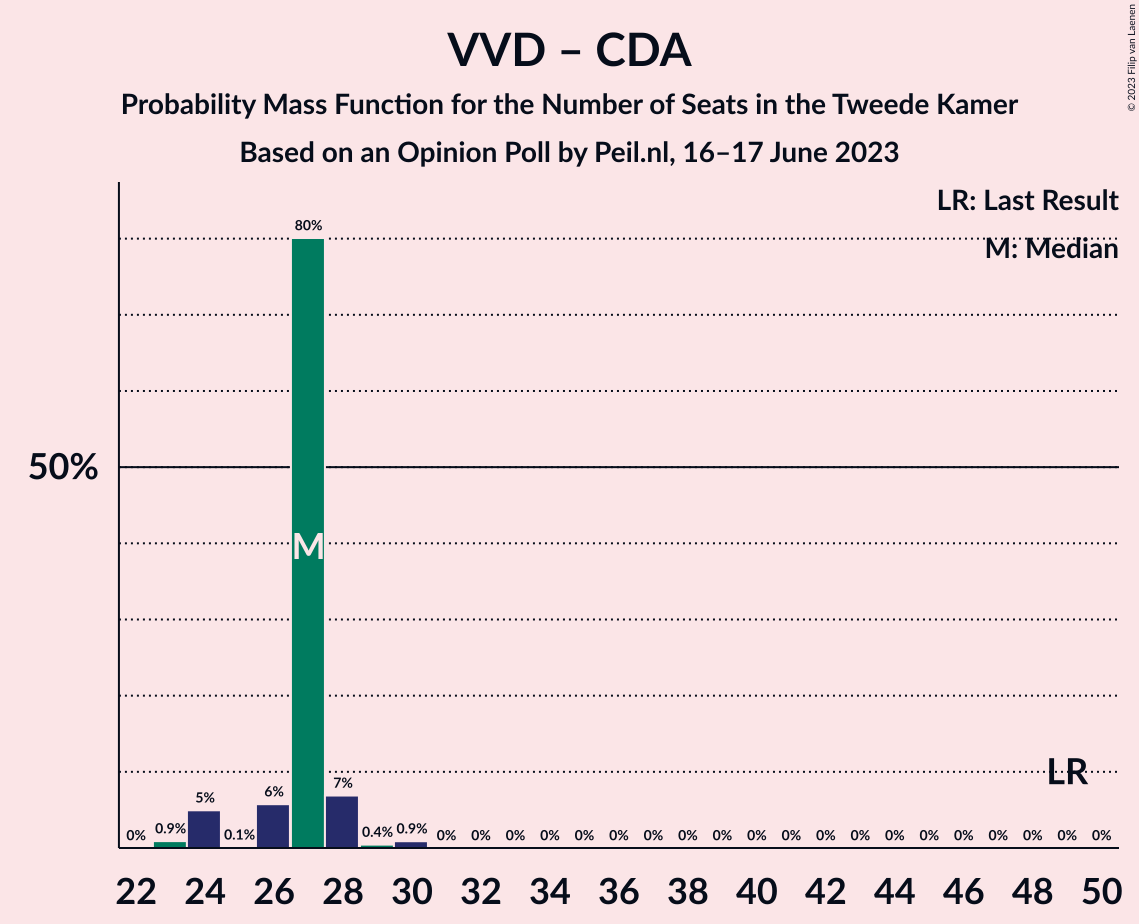 VVD – CDA
Probability Mass Function for the Number of Seats in the Tweede Kamer
Based on an Opinion Poll by Peil.nl, 16–17 June 2023
© 2023 Filip van Laenen
LR: Last Result
M: Median
50%
80%
M
LR
0% 0.9% 5% 0.1% 6% 7% 0.4% 0.9% 0% 0% 0% 0% 0% 0% 0% 0% 0% 0% 0% 0% 0% 0% 0% 0% 0% 0% 0% 0%
22 24 26 28 30 32 34 36 38 40 42 44 46 48 50